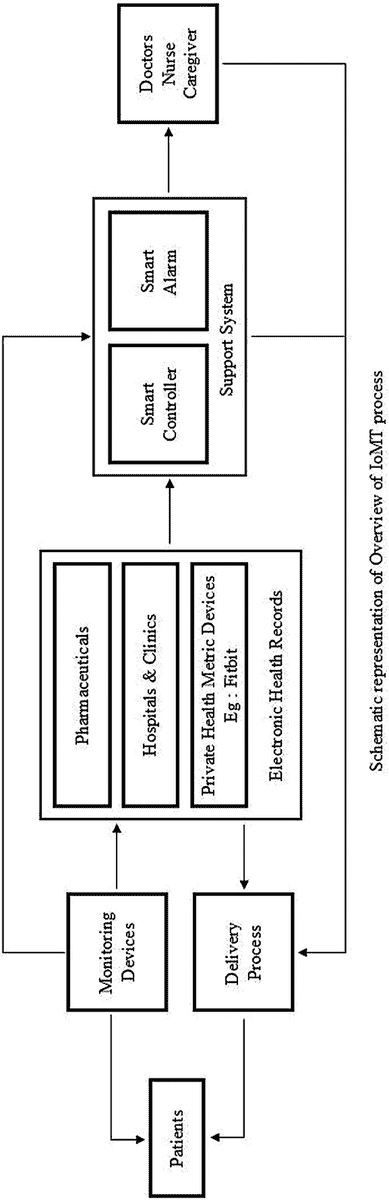 Patients
Monitoring
Devices
Delivery
Process
Pharmaceuticals
Hospitals & Clinics
Private Health Metric Devices
Eg : Fitbit
Electronic Health Records
Smart
Controller
Smart
Alarm
Support System
Doctors
Nurse
Caregiver
Schematic representation of Overview of IoMT process